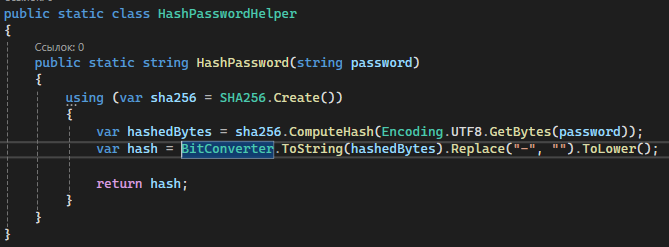 public static class HashPasswordHelper
{
Ссылок: 0
public static string HashPassword(string password)
{
using (var sha256 = SHA256.Create())
{
var hashedBytes = sha256.ComputeHash(Encoding.UTF8.GetBytes(password));
var hash = BitConverter.ToString(hashedBytes).Replace("-", "").ToLower();
return hash;
}
}
}